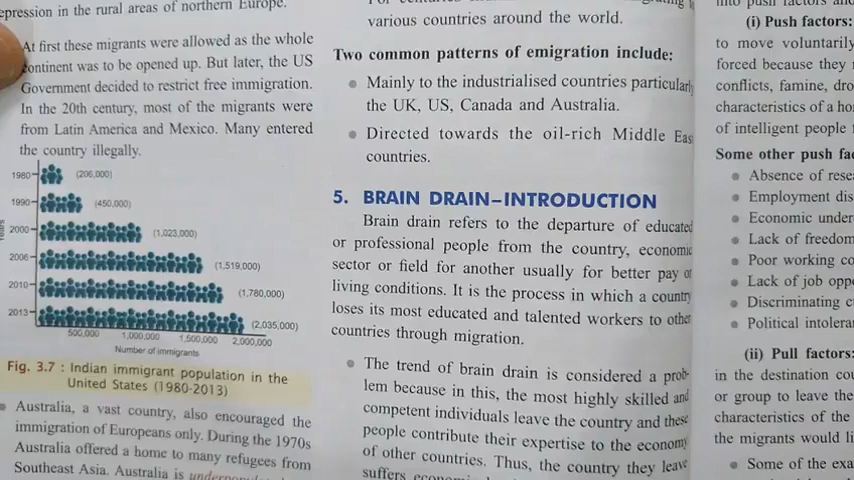 epression in the rural areas of northern Europe.
At first these migrants were allowed as the whole
continent was to be opened up. But later, the US
Government decided to restrict free immigration.
In the 20th century, most of the migrants were
from Latin America and Mexico. Many entered
the country illegally.
1980
(206,000)
1990
(450,000)
2000
(1,023,000)
2006
(1,519,000)
2010
(1,780,000)
2013
(2,035,000)
Years
500,000 1,000,000 1,500,000 2,000,000
Number of immigrants
Fig. 3.7 : Indian immigrant population in the
United States (1980-2013)
Australia, a vast country, also encouraged the
immigration of Europeans only. During the 1970s
Australia offered a home to many refugees from
Southeast Asia. Australia is
various countries around the world.
Two common patterns of emigration include:
Mainly to the industrialised countries particularly
the UK, US, Canada and Australia.
Directed towards the oil-rich Middle Eas
countries.
5. BRAIN DRAIN–INTRODUCTION
Brain drain refers to the departure of educated
or professional people from the country, economic
sector or field for another usually for better pay or
living conditions. It is the process in which a country
loses its most educated and talented workers to other
countries through migration.
The trend of brain drain is considered a prob-
lem because in this, the most highly skilled and
competent individuals leave the country and these
people contribute their expertise to the economy
of other countries. Thus, the country they leave
suffers
into push factors and
(i) Push factors:
to move voluntarily
forced because they
conflicts, famine, dro
characteristics of a ho
of intelligent people
Some other push fac
Absence of rese
Employment dis
Economic under
Lack of freedom
Poor working co
Lack of job oppo
Discriminating c
Political intolera
(ii) Pull factors:
in the destination cou
or group to leave the
characteristics of the
the migrants would li
Some of the exa